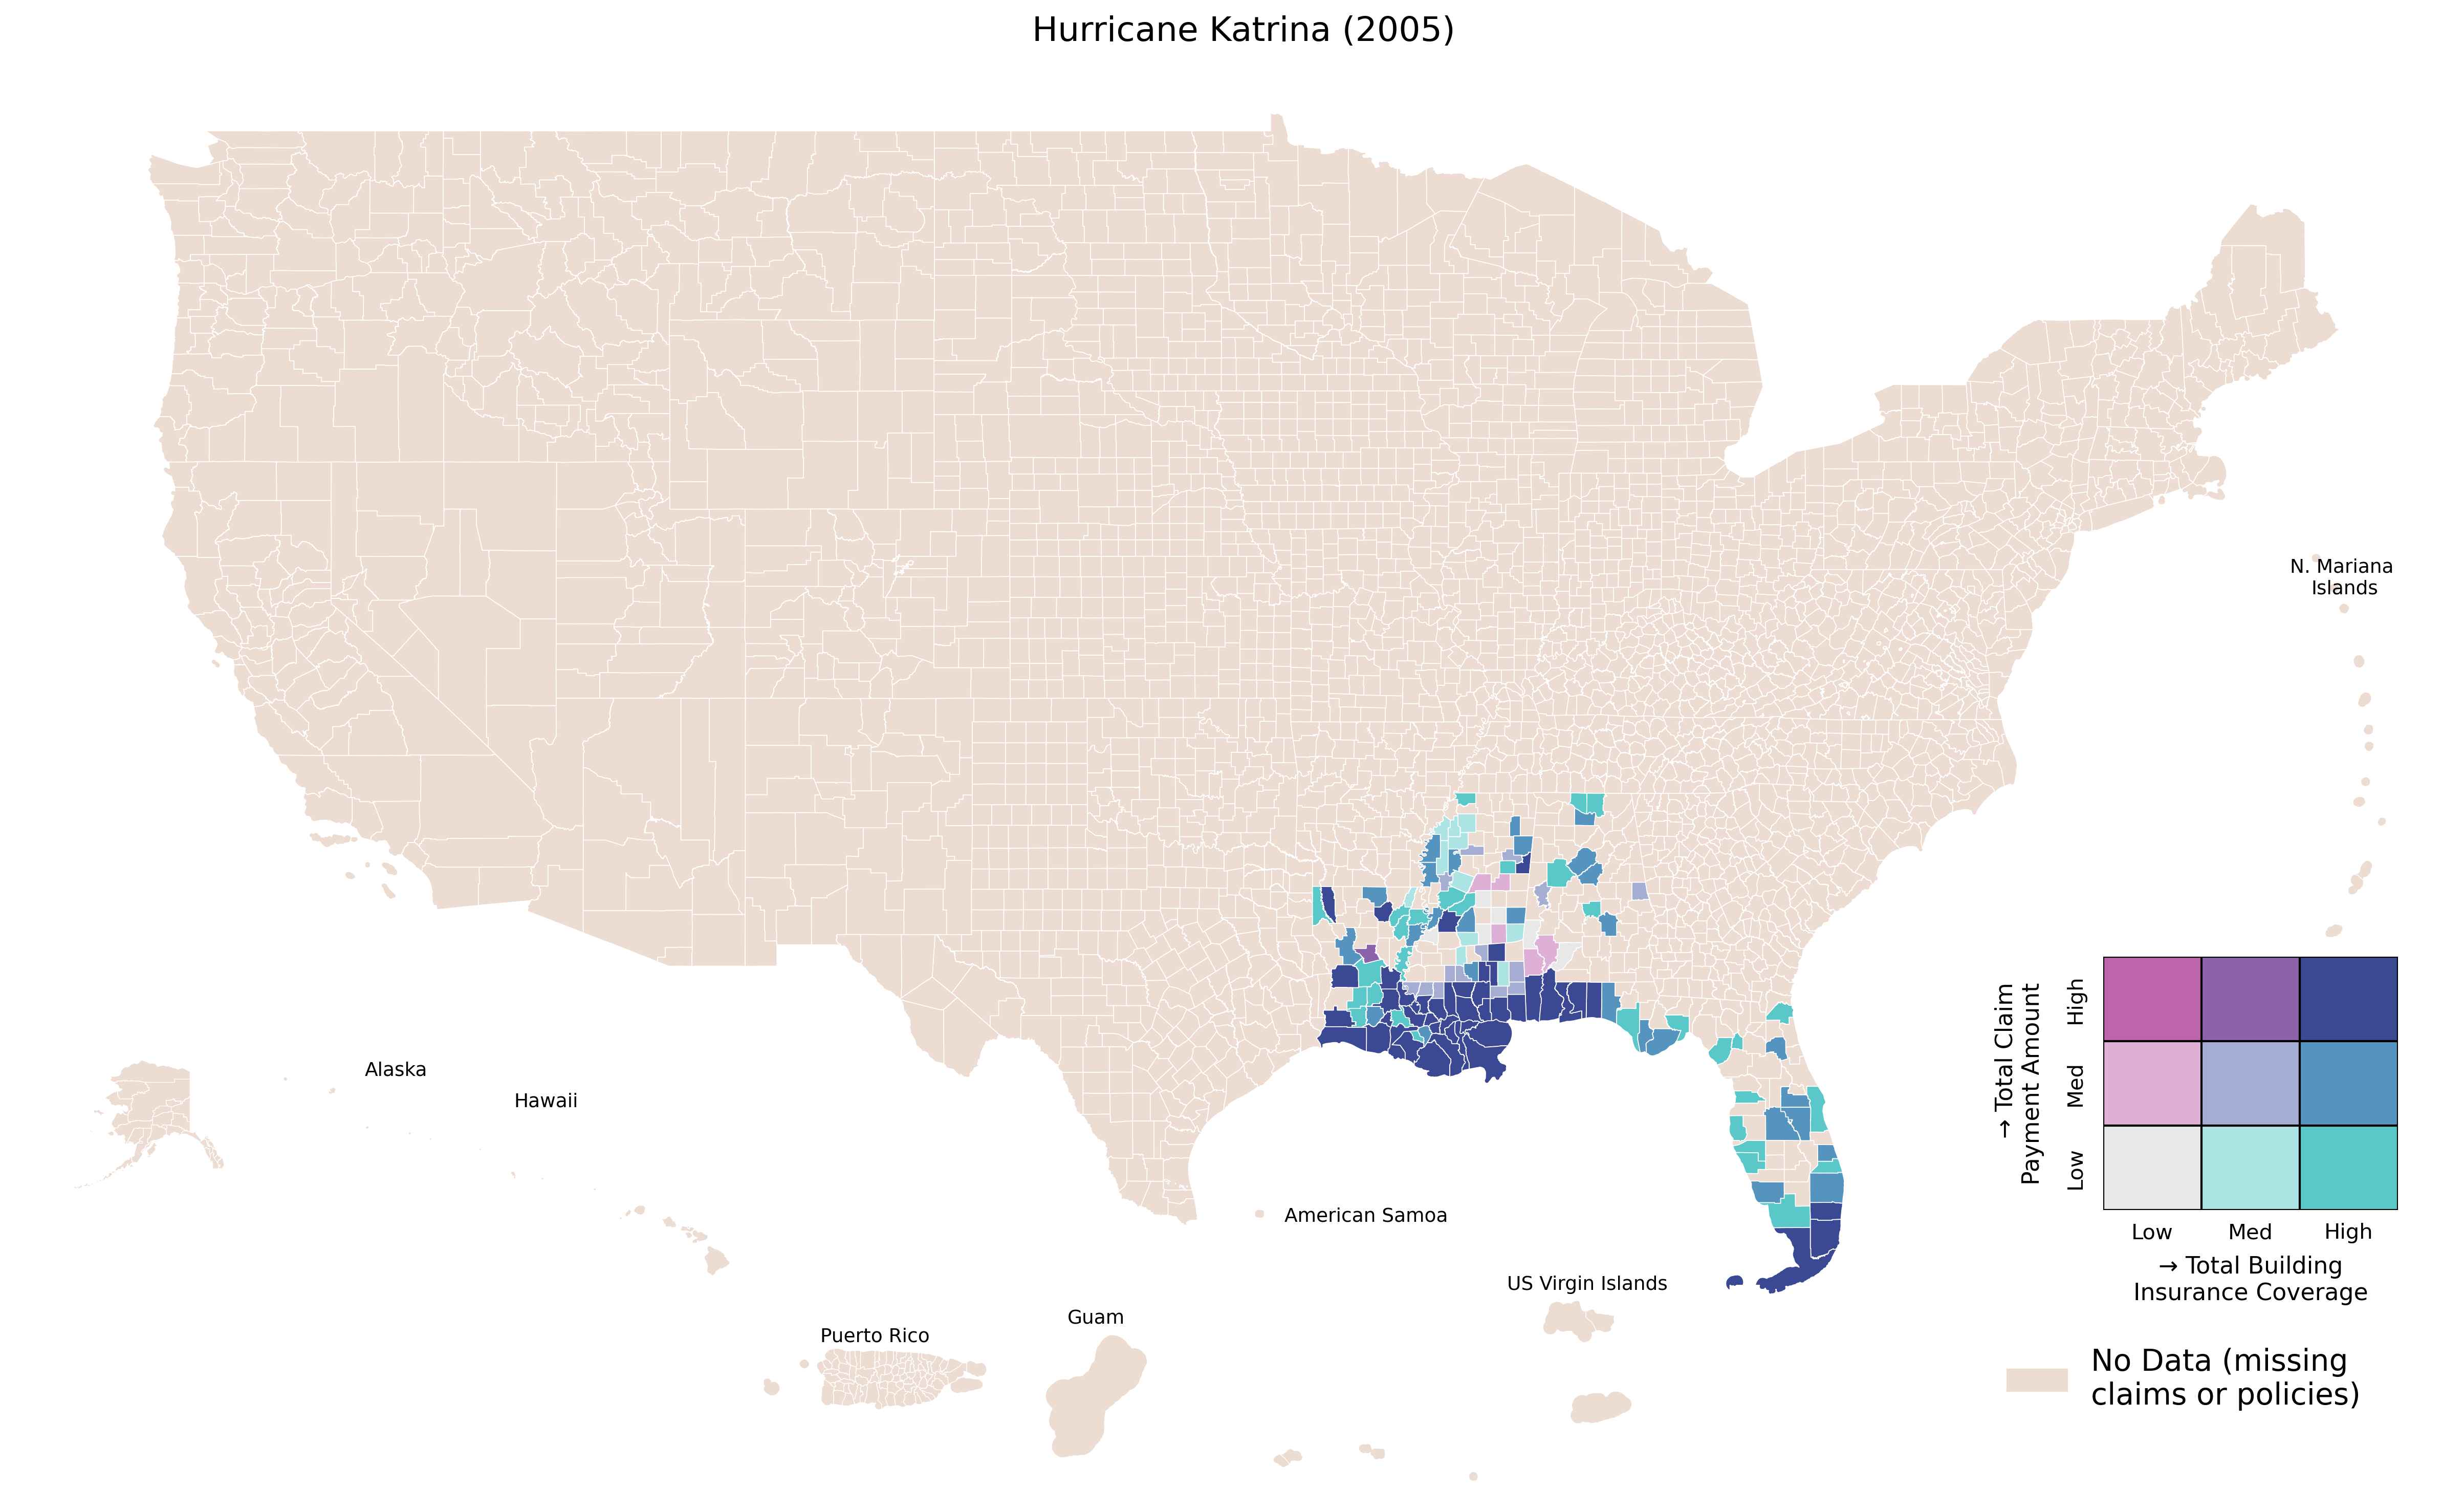 Hurricane Katrina (2005)
N. Mariana
Islands
Alaska
Hawaii
American Samoa
US Virgin Islands
Guam
Puerto Rico
→ Total Claim
Payment Amount
High
Med
Low
Low
Med
High
→ Total Building
Insurance Coverage
No Data (missing
claims or policies)